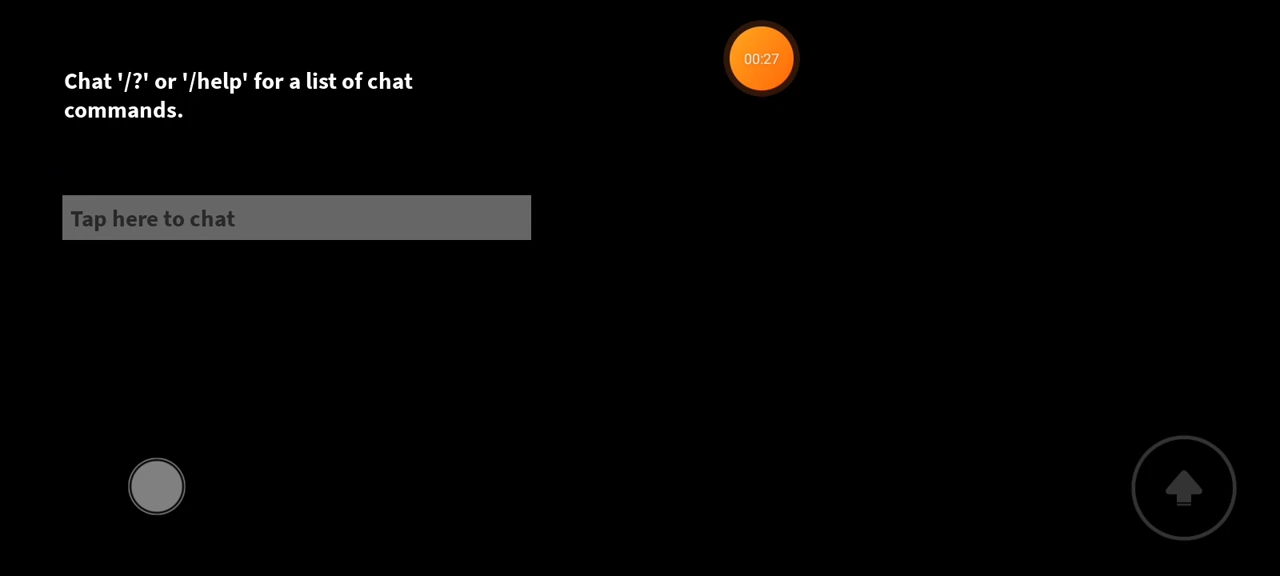 Chat '/?' or '/help' for a list of chat
commands.
00:27
Tap here to chat